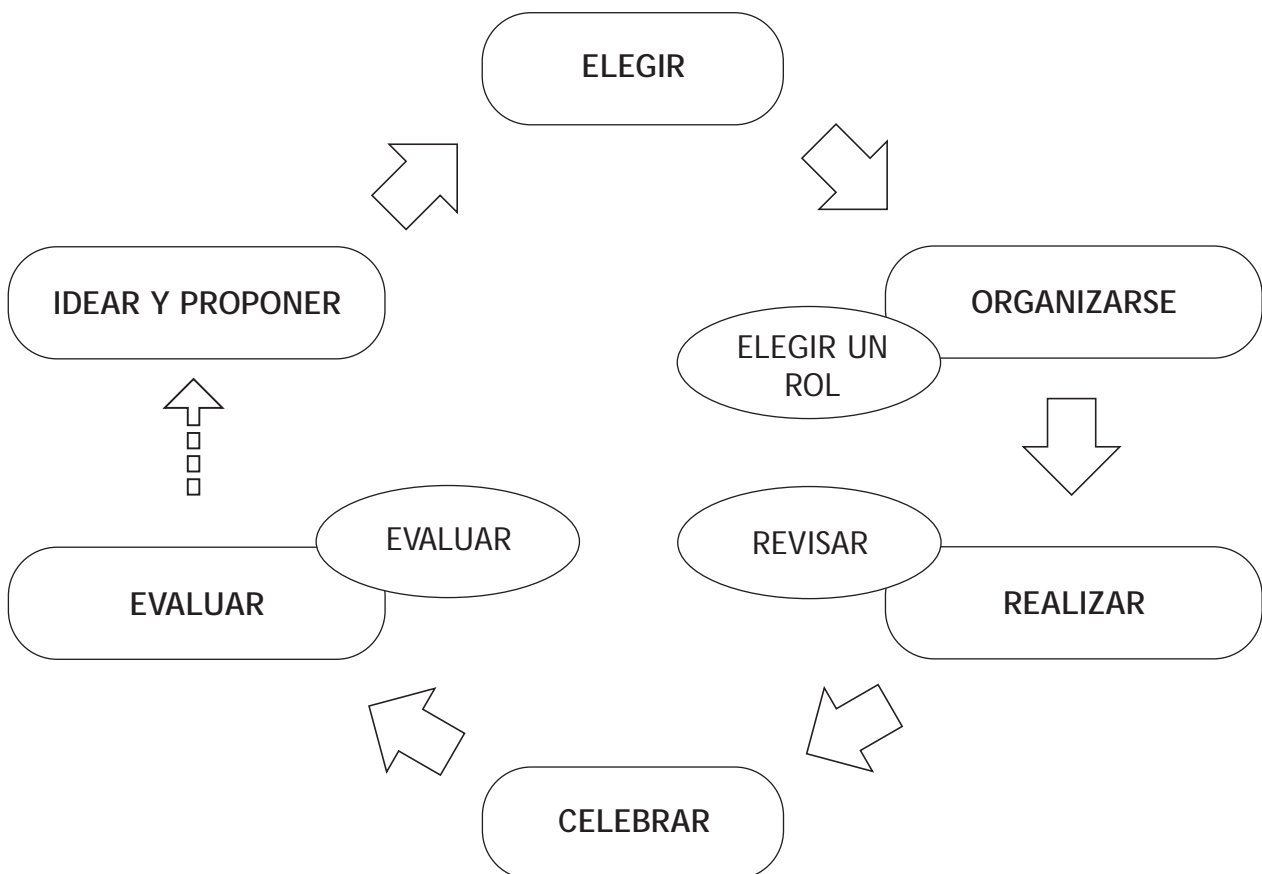 ELEGIR
IDEAR Y PROPONER
ORGANIZARSE
ELEGIR UN
ROL
EVALUAR
REVISAR
EVALUAR
REALIZAR
CELEBRAR